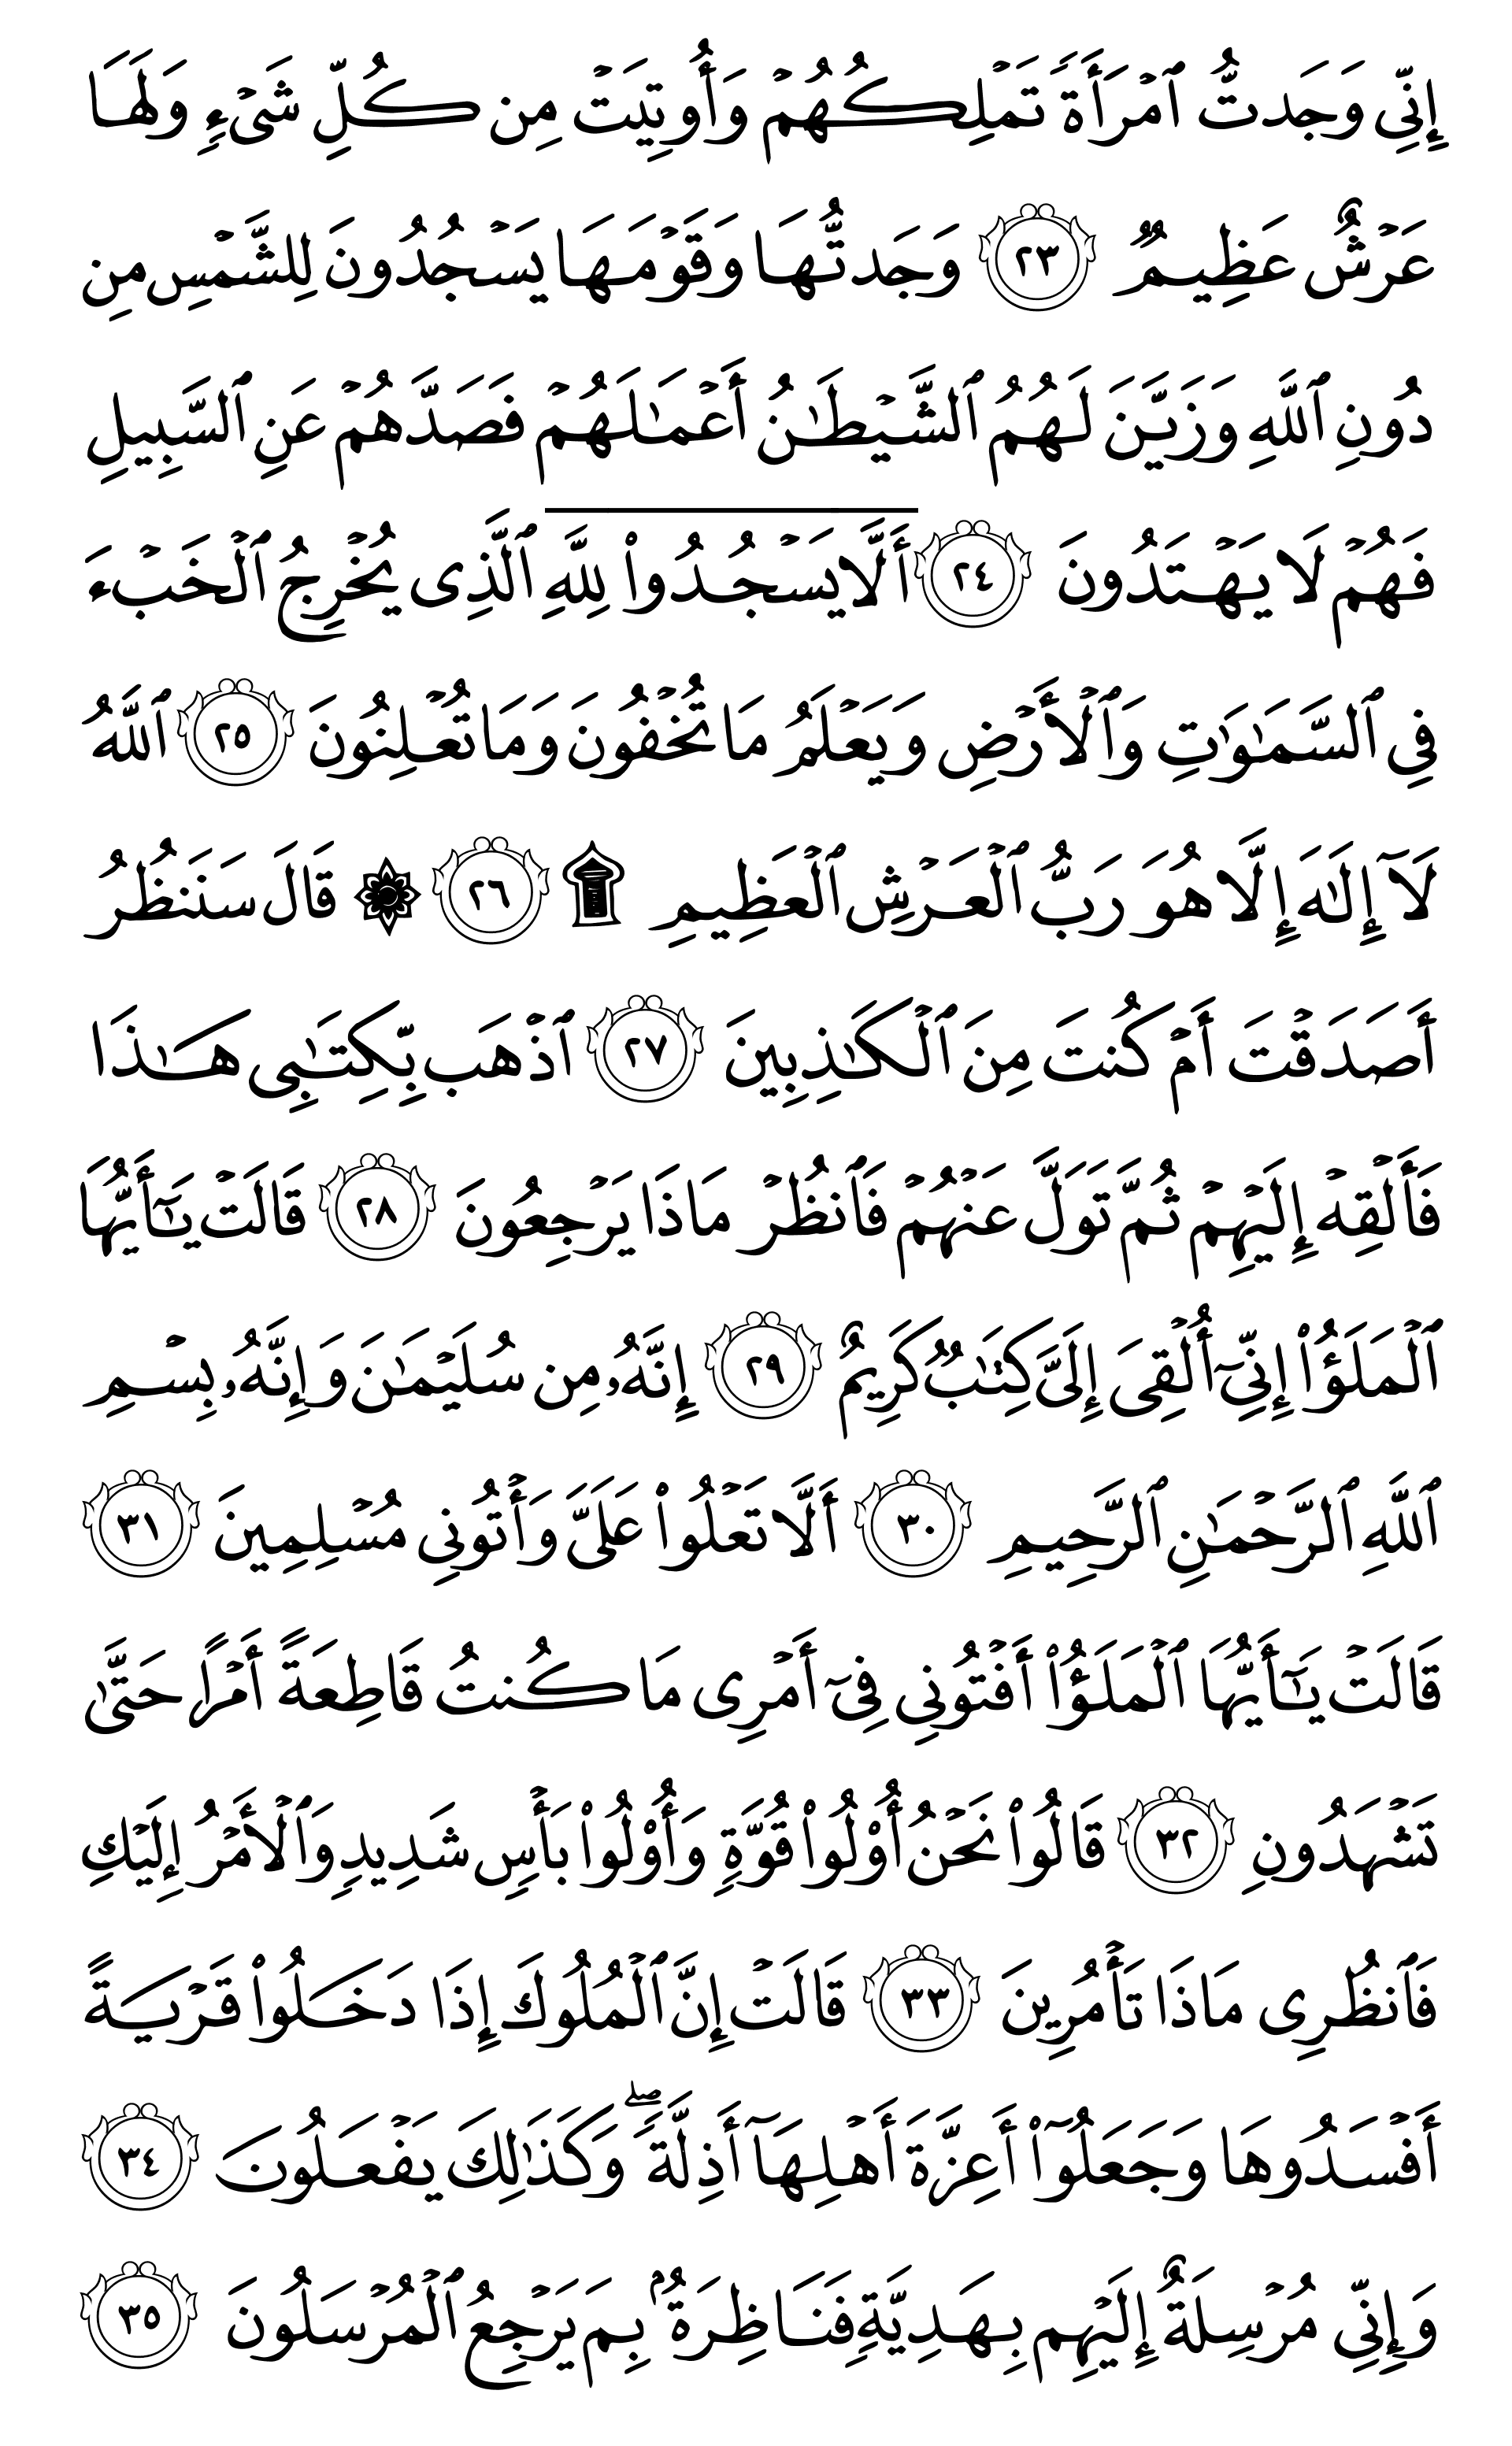 إِنِّي وَجَدتُّ ٱمْرَأَةً تَمْلِكُهُمْ وَأُوتِيَتْ مِن كُلِّ شَىْءٍ وَلَهَا
عَرْشٌ عَظِيمٌ ٢٣ وَجَدتُّهَا وَقَوْمَهَا يَسْجُدُونَ لِلشَّمْسِ مِن
دُونِ ٱللَّهِ وَزَيَّنَ لَهُمُ ٱلشَّيْطَٰنُ أَعْمَٰلَهُمْ فَصَدَّهُمْ عَنِ ٱلسَّبِيلِ
فَهُمْ لَا يَهْتَدُونَ ٢٤ أَلَّا يَسْجُدُوا۟ لِلَّهِ ٱلَّذِى يُخْرِجُ ٱلْخَبْءَ
فِى ٱلسَّمَٰوَٰتِ وَٱلْأَرْضِ وَيَعْلَمُ مَا تُخْفُونَ وَمَا تُعْلِنُونَ ٢٥ ٱللَّهُ
لَآ إِلَٰهَ إِلَّا هُوَ رَبُّ ٱلْعَرْشِ ٱلْعَظِيمِ ۩ ٢٦ ۞ قَالَ سَنَنظُرُ
أَصَدَقْتَ أَمْ كُنتَ مِنَ ٱلْكَٰذِبِينَ ٢٧ ٱذْهَب بِّكِتَٰبِى هَٰذَا
فَأَلْقِهْ إِلَيْهِمْ ثُمَّ تَوَلَّ عَنْهُمْ فَٱنظُرْ مَاذَا يَرْجِعُونَ ٢٨ قَالَتْ يَٰٓأَيُّهَا
ٱلْمَلَؤُا۟ إِنِّىٓ أُلْقِىَ إِلَىَّ كِتَٰبٌ كَرِيمٌ ٢٩ إِنَّهُۥ مِن سُلَيْمَٰنَ وَإِنَّهُۥ بِسْمِ
ٱللَّهِ ٱلرَّحْمَٰنِ ٱلرَّحِيمِ ٣٠ أَلَّا تَعْلُوا۟ عَلَىَّ وَأْتُونِى مُسْلِمِينَ ٣١
قَالَتْ يَٰٓأَيُّهَا ٱلْمَلَؤُا۟ أَفْتُونِى فِىٓ أَمْرِى مَا كُنتُ قَاطِعَةً أَمْرًا حَتَّىٰ
تَشْهَدُونِ ٣٢ قَالُوا۟ نَحْنُ أُو۟لُوا۟ قُوَّةٍ وَأُو۟لُوا۟ بَأْسٍ شَدِيدٍ وَٱلْأَمْرُ إِلَيْكِ
فَٱنظُرِى مَاذَا تَأْمُرِينَ ٣٣ قَالَتْ إِنَّ ٱلْمُلُوكَ إِذَا دَخَلُوا۟ قَرْيَةً
أَفْسَدُوهَا وَجَعَلُوٓا۟ أَعِزَّةَ أَهْلِهَآ أَذِلَّةً ۖ وَكَذَٰلِكَ يَفْعَلُونَ ٣٤
وَإِنِّى مُرْسِلَةٌ إِلَيْهِم بِهَدِيَّةٍ فَنَاظِرَةٌۢ بِمَ يَرْجِعُ ٱلْمُرْسَلُونَ ٣٥